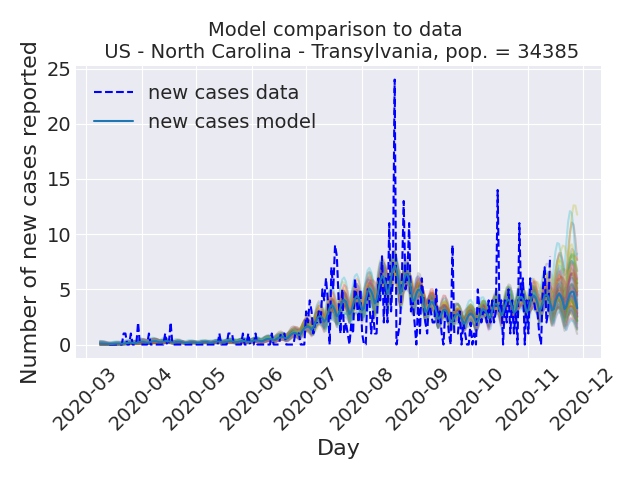 Model comparison to data
US - North Carolina - Transylvania, pop. = 34385
Number of new cases reported
25
20
15
10
5
0
new cases data
new cases model
2020-03
2020-04
2020-05
2020-06
2020-07
2020-08
2020-09
2020-10
2020-11
2020-12
Day